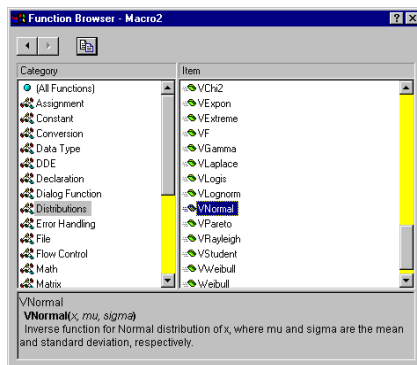 Function Browser - Macro2
Category
Item
(All Functions)
Assignment
Constant
Conversion
Data Type
DDE
Declaration
Dialog Function
Distributions
Error Handling
File
Flow Control
Math
Matrix
VChi2
VExpon
VExtreme
VF
VGamma
VLaplace
VLogis
VLognorm
VNormal
VPareto
VRayleigh
VStudent
VWeibull
Weibull
VNormal
VNormal(x, mu, sigma)
Inverse function for Normal distribution of x, where mu and sigma are the mean
and standard deviation, respectively.